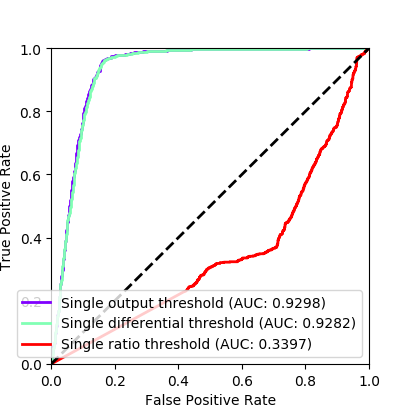 1.0
0.8
0.6
0.4
0.2
0.0
True Positive Rate
Single output threshold (AUC: 0.9298)
Single differential threshold (AUC: 0.9282)
Single ratio threshold (AUC: 0.3397)
0.0 0.2 0.4 0.6 0.8 1.0
False Positive Rate